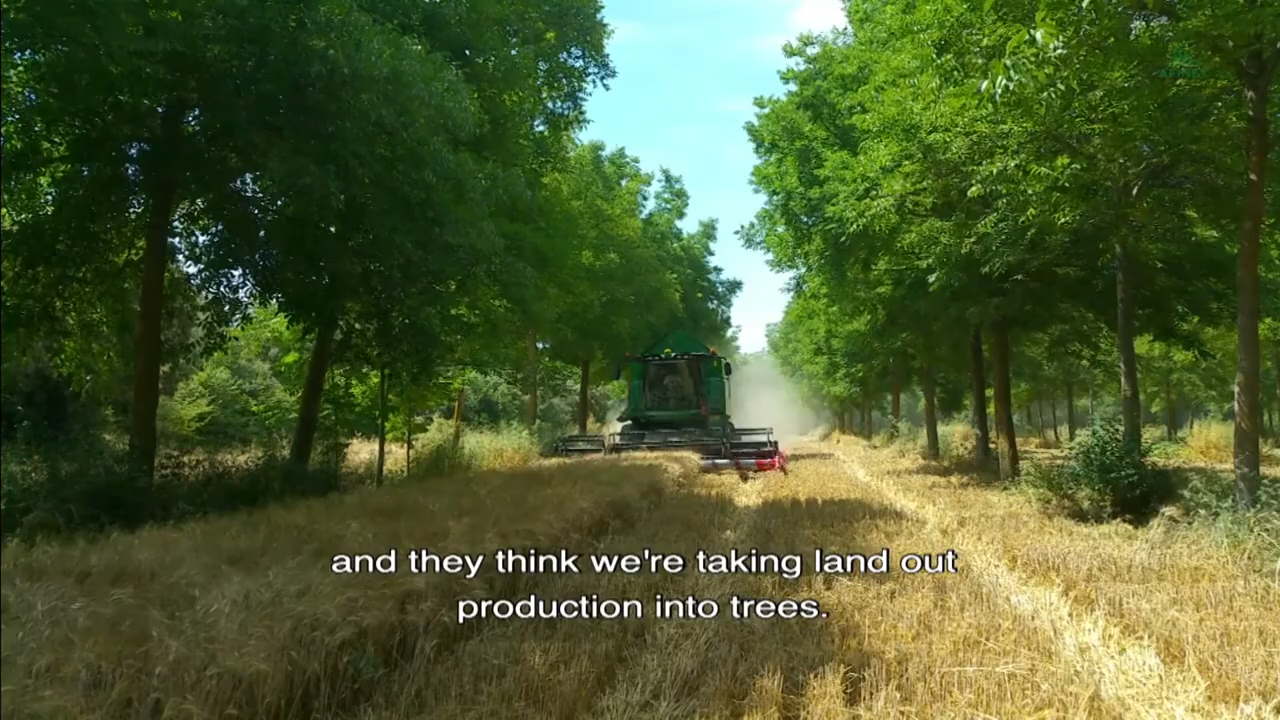 and they think we're taking land out
production into trees.